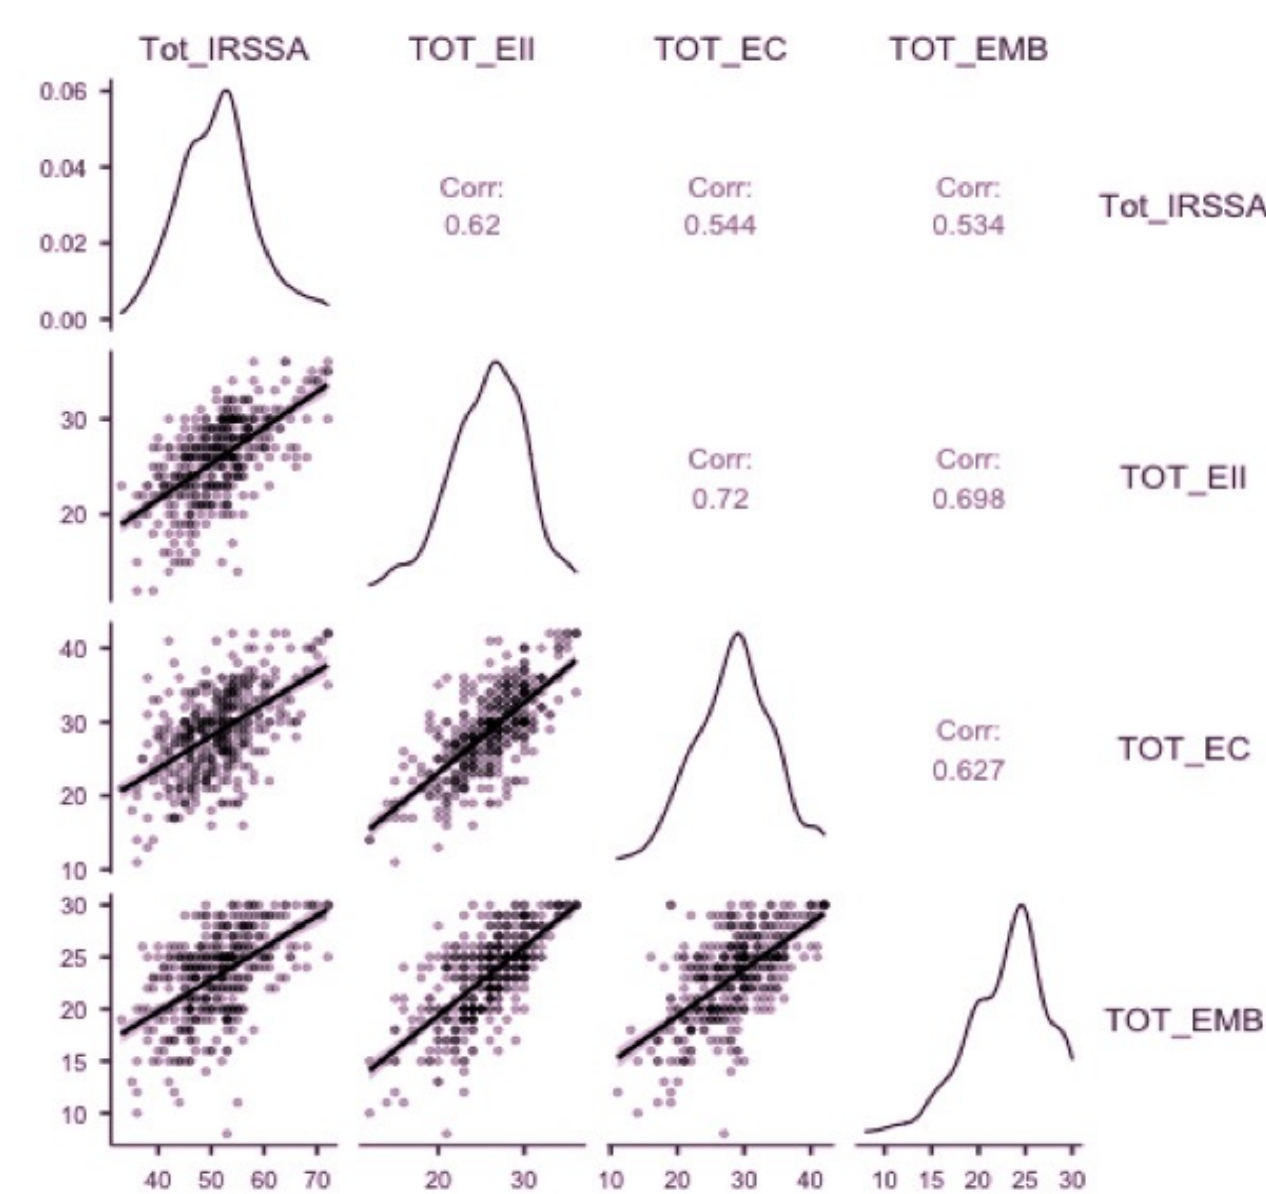 Tot_IRSSA TOT_EII TOT_EC TOT_EMB
0.06
0.04
Corr: Corr: Corr:
0.62 0.544 0.534
Tot_IRSSA
0.02
0.00
30
Corr: Corr:
0.72 0.698
TOT_EII
20
40
30
Corr:
0.627
TOT_EC
20
10
30
25
20
TOT_EMB
15
10
40 50 60 70 20 30 10 20 30 40 10 15 20 25 30